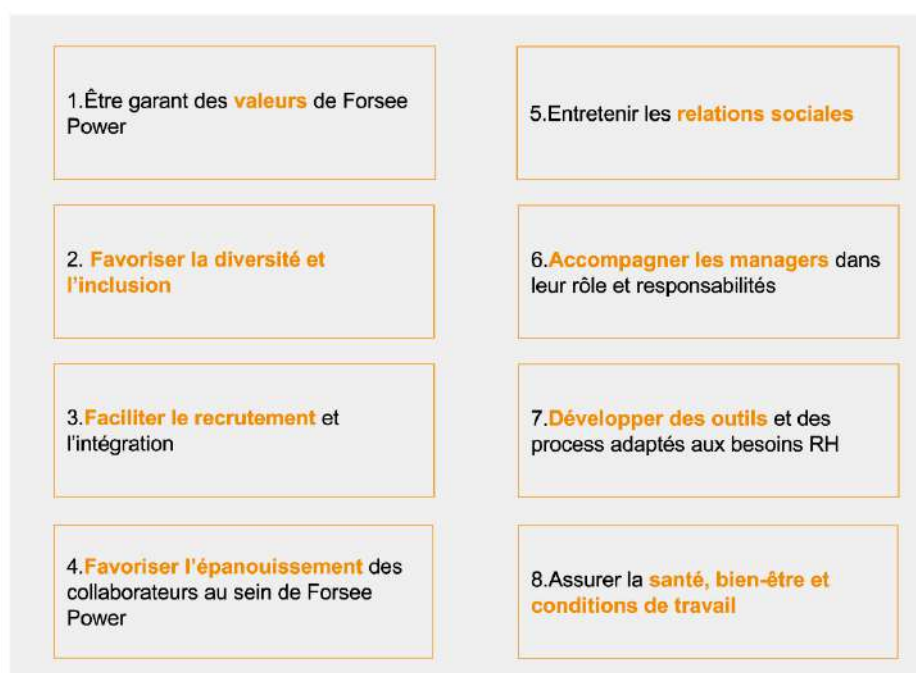 1.Être garant des valeurs de Forsee
Power
2. Favoriser la diversité et
l'inclusion
3.Faciliter le recrutement et
l'intégration
4.Favoriser l'épanouissement des
collaborateurs au sein de Forsee
Power
5.Entretenir les relations sociales
6.Accompagner les managers dans
leur rôle et responsabilités
7.Développer des outils et des
process adaptés aux besoins RH
8.Assurer la santé, bien-être et
conditions de travail